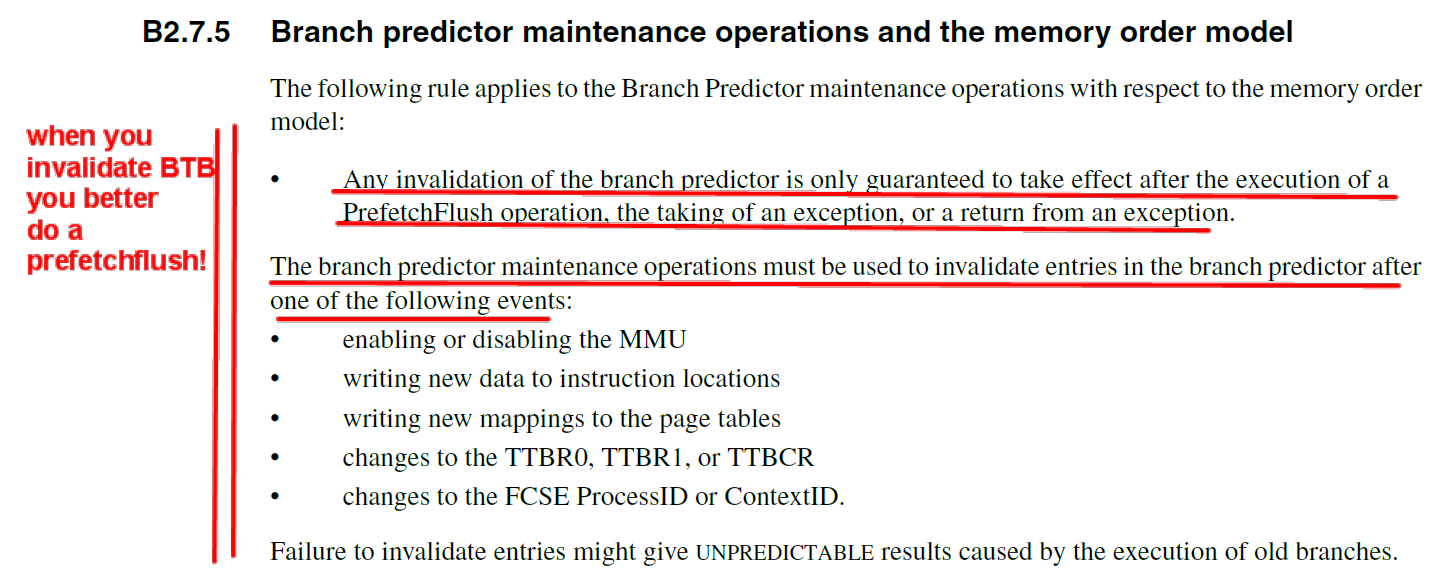 B2.7.5 Branch predictor maintenance operations and the memory order model
The following rule applies to the Branch Predictor maintenance operations with respect to the memory order
model:
when you
invalidate BTB
you better
do a
prefetchflush!
• Any invalidation of the branch predictor is only guaranteed to take effect after the execution of a
PrefetchFlush operation, the taking of an exception, or a return from an exception.
The branch predictor maintenance operations must be used to invalidate entries in the branch predictor after
one of the following events:
• enabling or disabling the MMU
• writing new data to instruction locations
• writing new mappings to the page tables
• changes to the TTBR0, TTBR1, or TTBCR
• changes to the FCSE ProcessID or ContextID.
Failure to invalidate entries might give UNPREDICTABLE results caused by the execution of old branches.